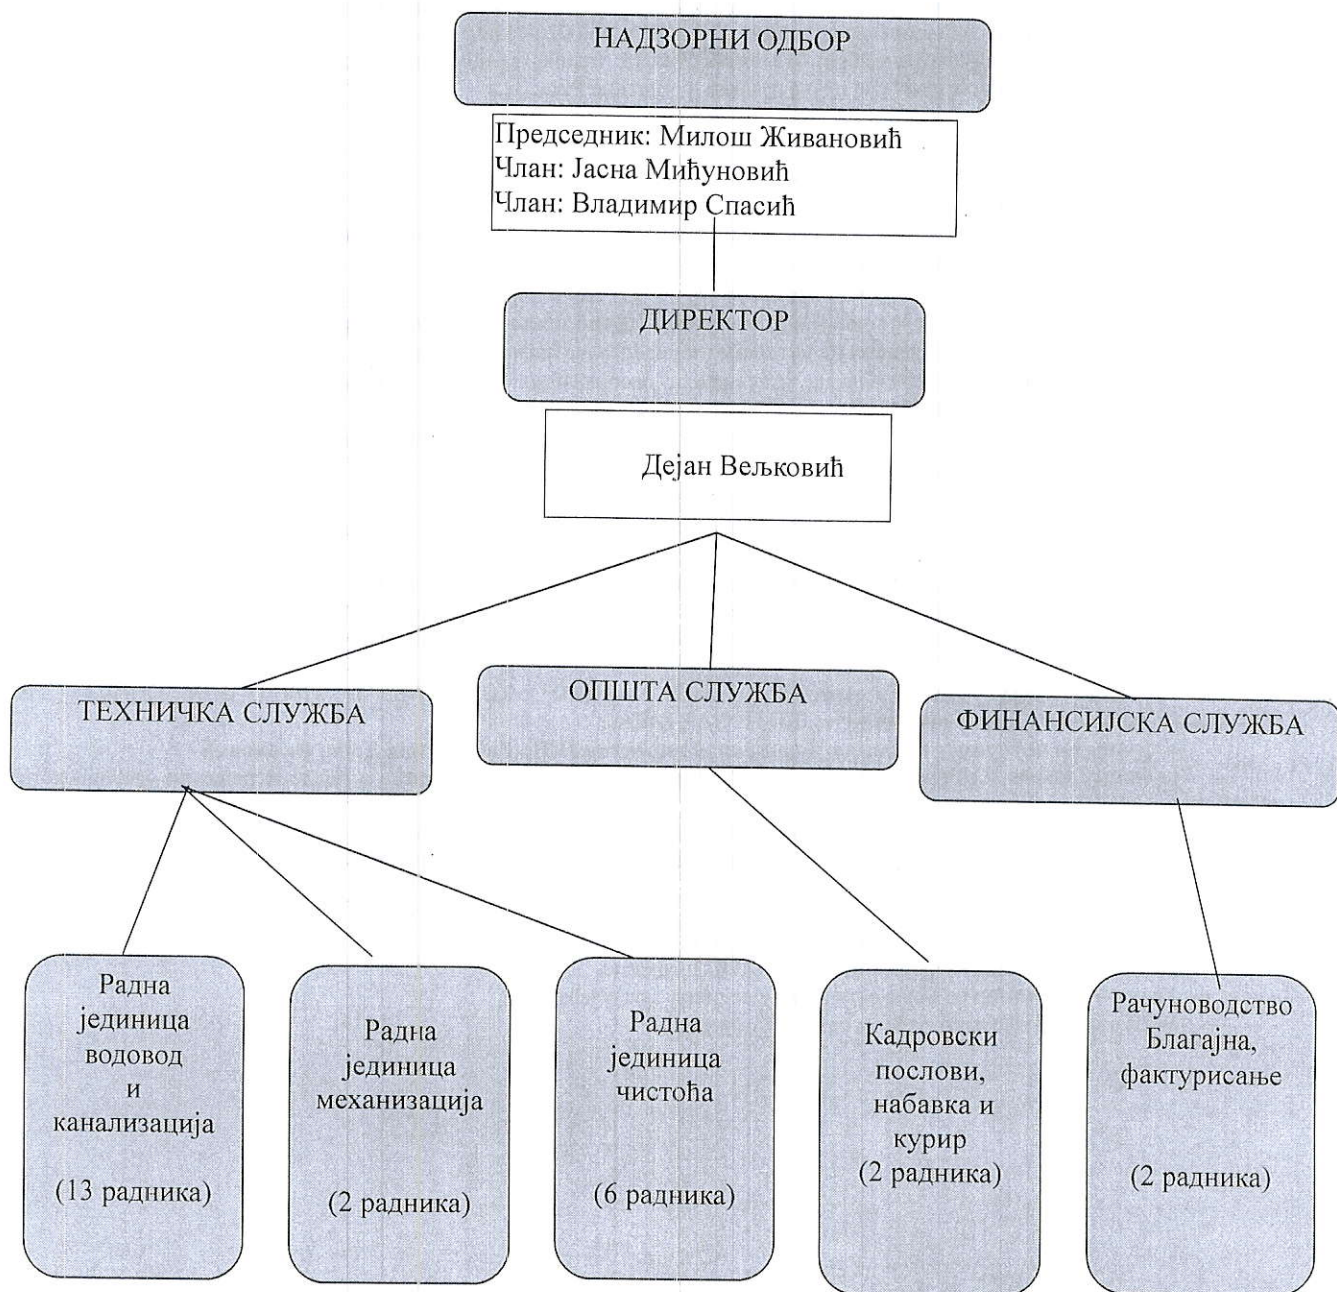 НАДЗОРНИ ОДБОР
Председник: Милош Живановић
Члан: Јасна Мићуновић
Члан: Владимир Спасић
ДИРЕКТОР
Дејан Вељковић
ТЕХНИЧКА СЛУЖБА
ОПШТА СЛУЖБА
ФИНАНСИЈСКА СЛУЖБА
Радна
јединица
водовод
и
канализација
(13 радника)
Радна
јединица
механизација
(2 радника)
Радна
јединица
чистоћа
(6 радника)
Кадровски
послови,
набавка и
курир
(2 радника)
Рачуноводство
Благајна,
фактурисање
(2 радника)